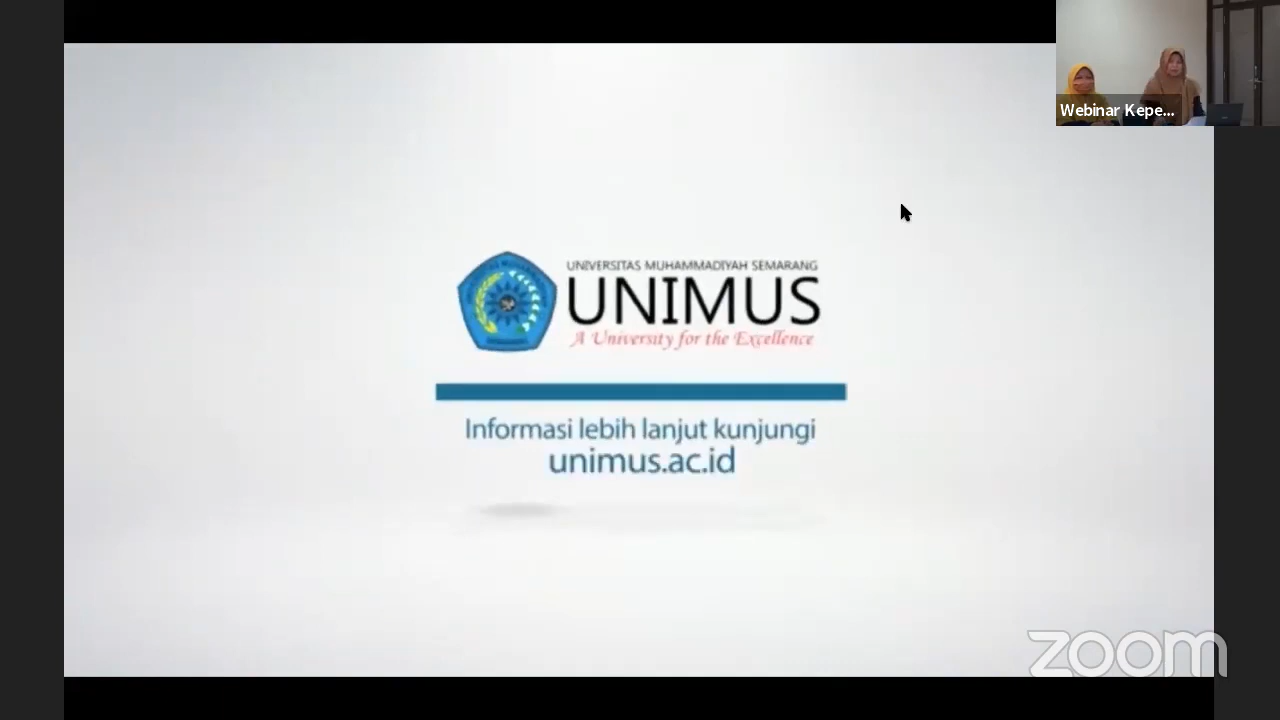 Webinar Kepe...
UNIVERSITAS MUHAMMADIYAH SEMARANG
UNIMUS
A University for the Excellence
Informasi lebih lanjut kunjungi
unimus.ac.id
zoom